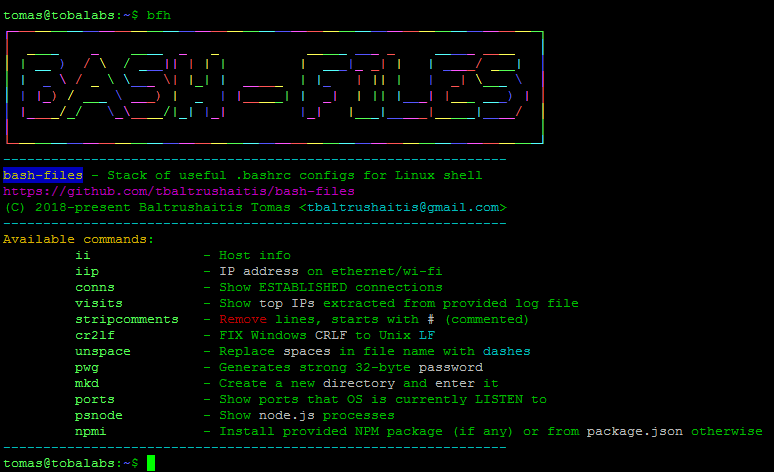 tomas@tobalabs:~$ bfh
BASH - FILES
bash-files - Stack of useful .bashrc configs for Linux shell
https://github.com/tbaltrushaitis/bash-files
(C) 2018-present Baltrushaitis Tomas <tbaltrushaitis@gmail.com>
Available commands:
ii - Host info
iip - IP address on ethernet/wi-fi
conns - Show ESTABLISHED connections
visits - Show top IPs extracted from provided log file
stripcomments - Remove lines, starts with # (commented)
cr2lf - FIX Windows CRLF to Unix LF
unspace - Replace spaces in file name with dashes
pwg - Generates strong 32-byte password
mkd - Create a new directory and enter it
ports - Show ports that OS is currently LISTEN to
psnode - Show node.js processes
npmi - Install provided NPM package (if any) or from package.json otherwise
tomas@tobalabs:~$